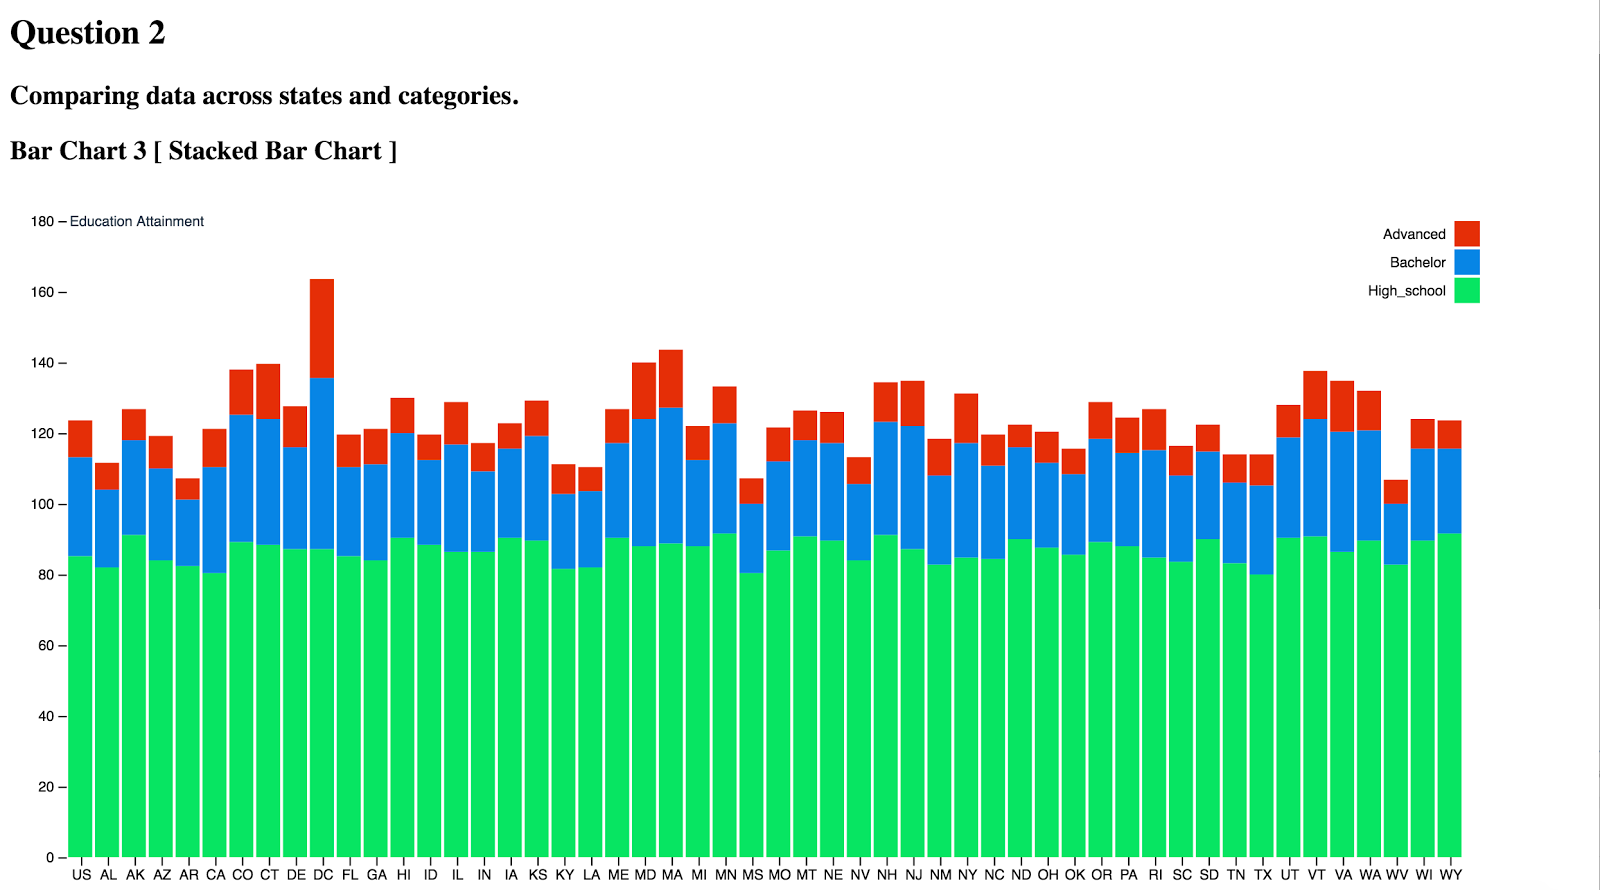 Question 2
Comparing data across states and categories.
Bar Chart 3 [ Stacked Bar Chart ]
180 Education Attainment
Advanced
Bachelor
High_school
160
140
120
100
80
60
40
20
0
US AL AK AZ AR CA CO CT DE DC FL GA HI ID IL IN IA KS KY LA ME MD MA MI MN MS MO MT NE NV NH NJ NM NY NC ND OH OK OR PA RI SC SD TN TX UT VT VA WA WV WI WY